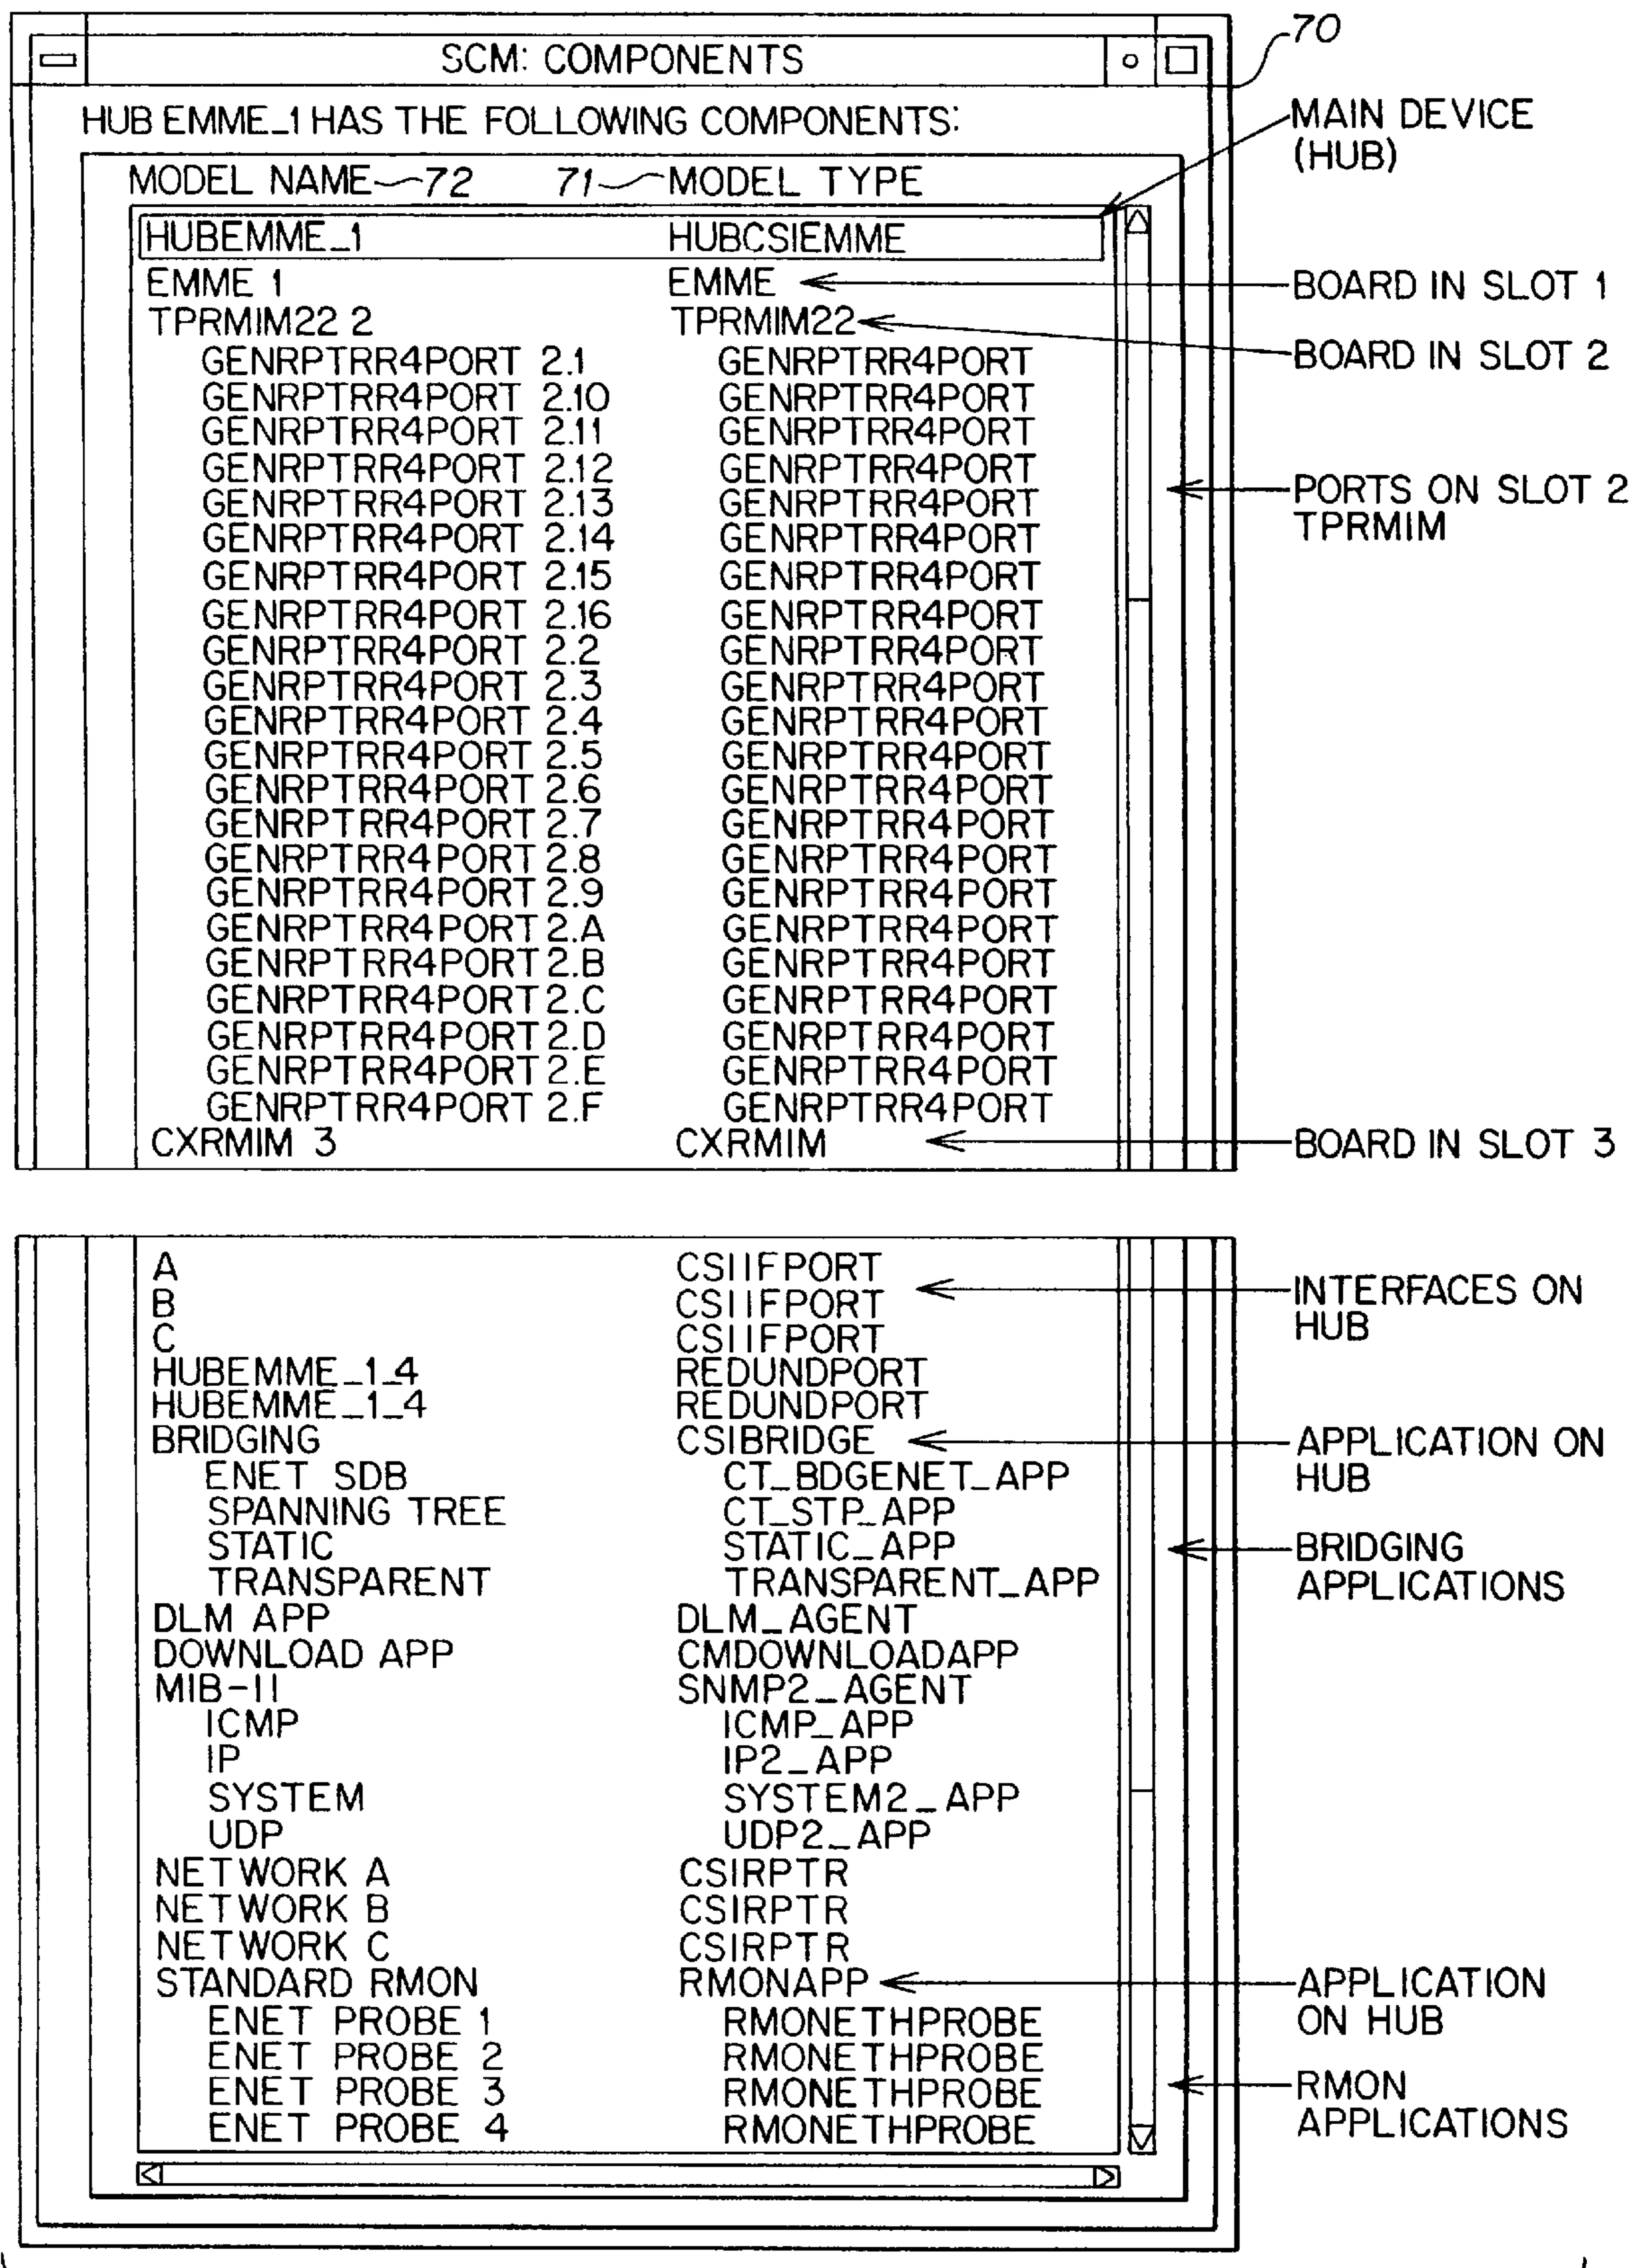 70
SCM: COMPONENTS
HUB EMME_1 HAS THE FOLLOWING COMPONENTS:
MAIN DEVICE
(HUB)
MODEL NAME 72 71 MODEL TYPE
HUBEMME_1 HUBCSIEMME
EMME 1 EMME BOARD IN SLOT 1
TPRMIM22 2 TPRMIM22
BOARD IN SLOT 2
GENRPTRR4PORT 2.1 GENRPTRR4PORT
GENRPTRR4PORT 2.10 GENRPTRR4PORT
GENRPTRR4PORT 2.11 GENRPTRR4PORT
GENRPTRR4PORT 2.12 GENRPTRR4PORT
GENRPTRR4PORT 2.13 GENRPTRR4PORT
PORTS ON SLOT 2
TPRMIM
GENRPTRR4PORT 2.14 GENRPTRR4PORT
GENRPTRR4PORT 2.15 GENRPTRR4PORT
GENRPTRR4PORT 2.16 GENRPTRR4PORT
GENRPTRR4PORT 2.2 GENRPTRR4PORT
GENRPTRR4PORT 2.3 GENRPTRR4PORT
GENRPTRR4PORT 2.4 GENRPTRR4PORT
GENRPTRR4PORT 2.5 GENRPTRR4PORT
GENRPTRR4PORT 2.6 GENRPTRR4PORT
GENRPTRR4PORT 2.7 GENRPTRR4PORT
GENRPTRR4PORT 2.8 GENRPTRR4PORT
GENRPTRR4PORT 2.9 GENRPTRR4PORT
GENRPTRR4PORT 2.A GENRPTRR4PORT
GENRPTRR4PORT 2.B GENRPTRR4PORT
GENRPTRR4PORT 2.C GENRPTRR4PORT
GENRPTRR4PORT 2.D GENRPTRR4PORT
GENRPTRR4PORT 2.E GENRPTRR4PORT
GENRPTRR4PORT 2.F GENRPTRR4PORT
CXRMIM 3 CXRMIM BOARD IN SLOT 3
A CSIIFPORT
B CSIIFPORT
INTERFACES ON
HUB
C CSIIFPORT
HUBEMME_1_4 REDUNDPORT
HUBEMME_1_4 REDUNDPORT
BRIDGING CSIBRIDGE APPLICATION ON
HUB
ENET SDB CT_BDGENET_APP
SPANNING TREE CT_STP_APP
STATIC STATIC_APP BRIDGING
APPLICATIONS
TRANSPARENT TRANSPARENT_APP
DLM APP DLM_AGENT
DOWNLOAD APP CMDOWNLOADAPP
MIB-II SNMP2_AGENT
ICMP ICMP_APP
IP IP2_APP
SYSTEM SYSTEM2_APP
UDP UDP2_APP
NETWORK A CSIRPTR
NETWORK B CSIRPTR
NETWORK C CSIRPTR
STANDARD RMON RMONAPP APPLICATION
ON HUB
ENET PROBE 1 RMONETHPROBE
ENET PROBE 2 RMONETHPROBE
ENET PROBE 3 RMONETHPROBE RMON
APPLICATIONS
ENET PROBE 4 RMONETHPROBE